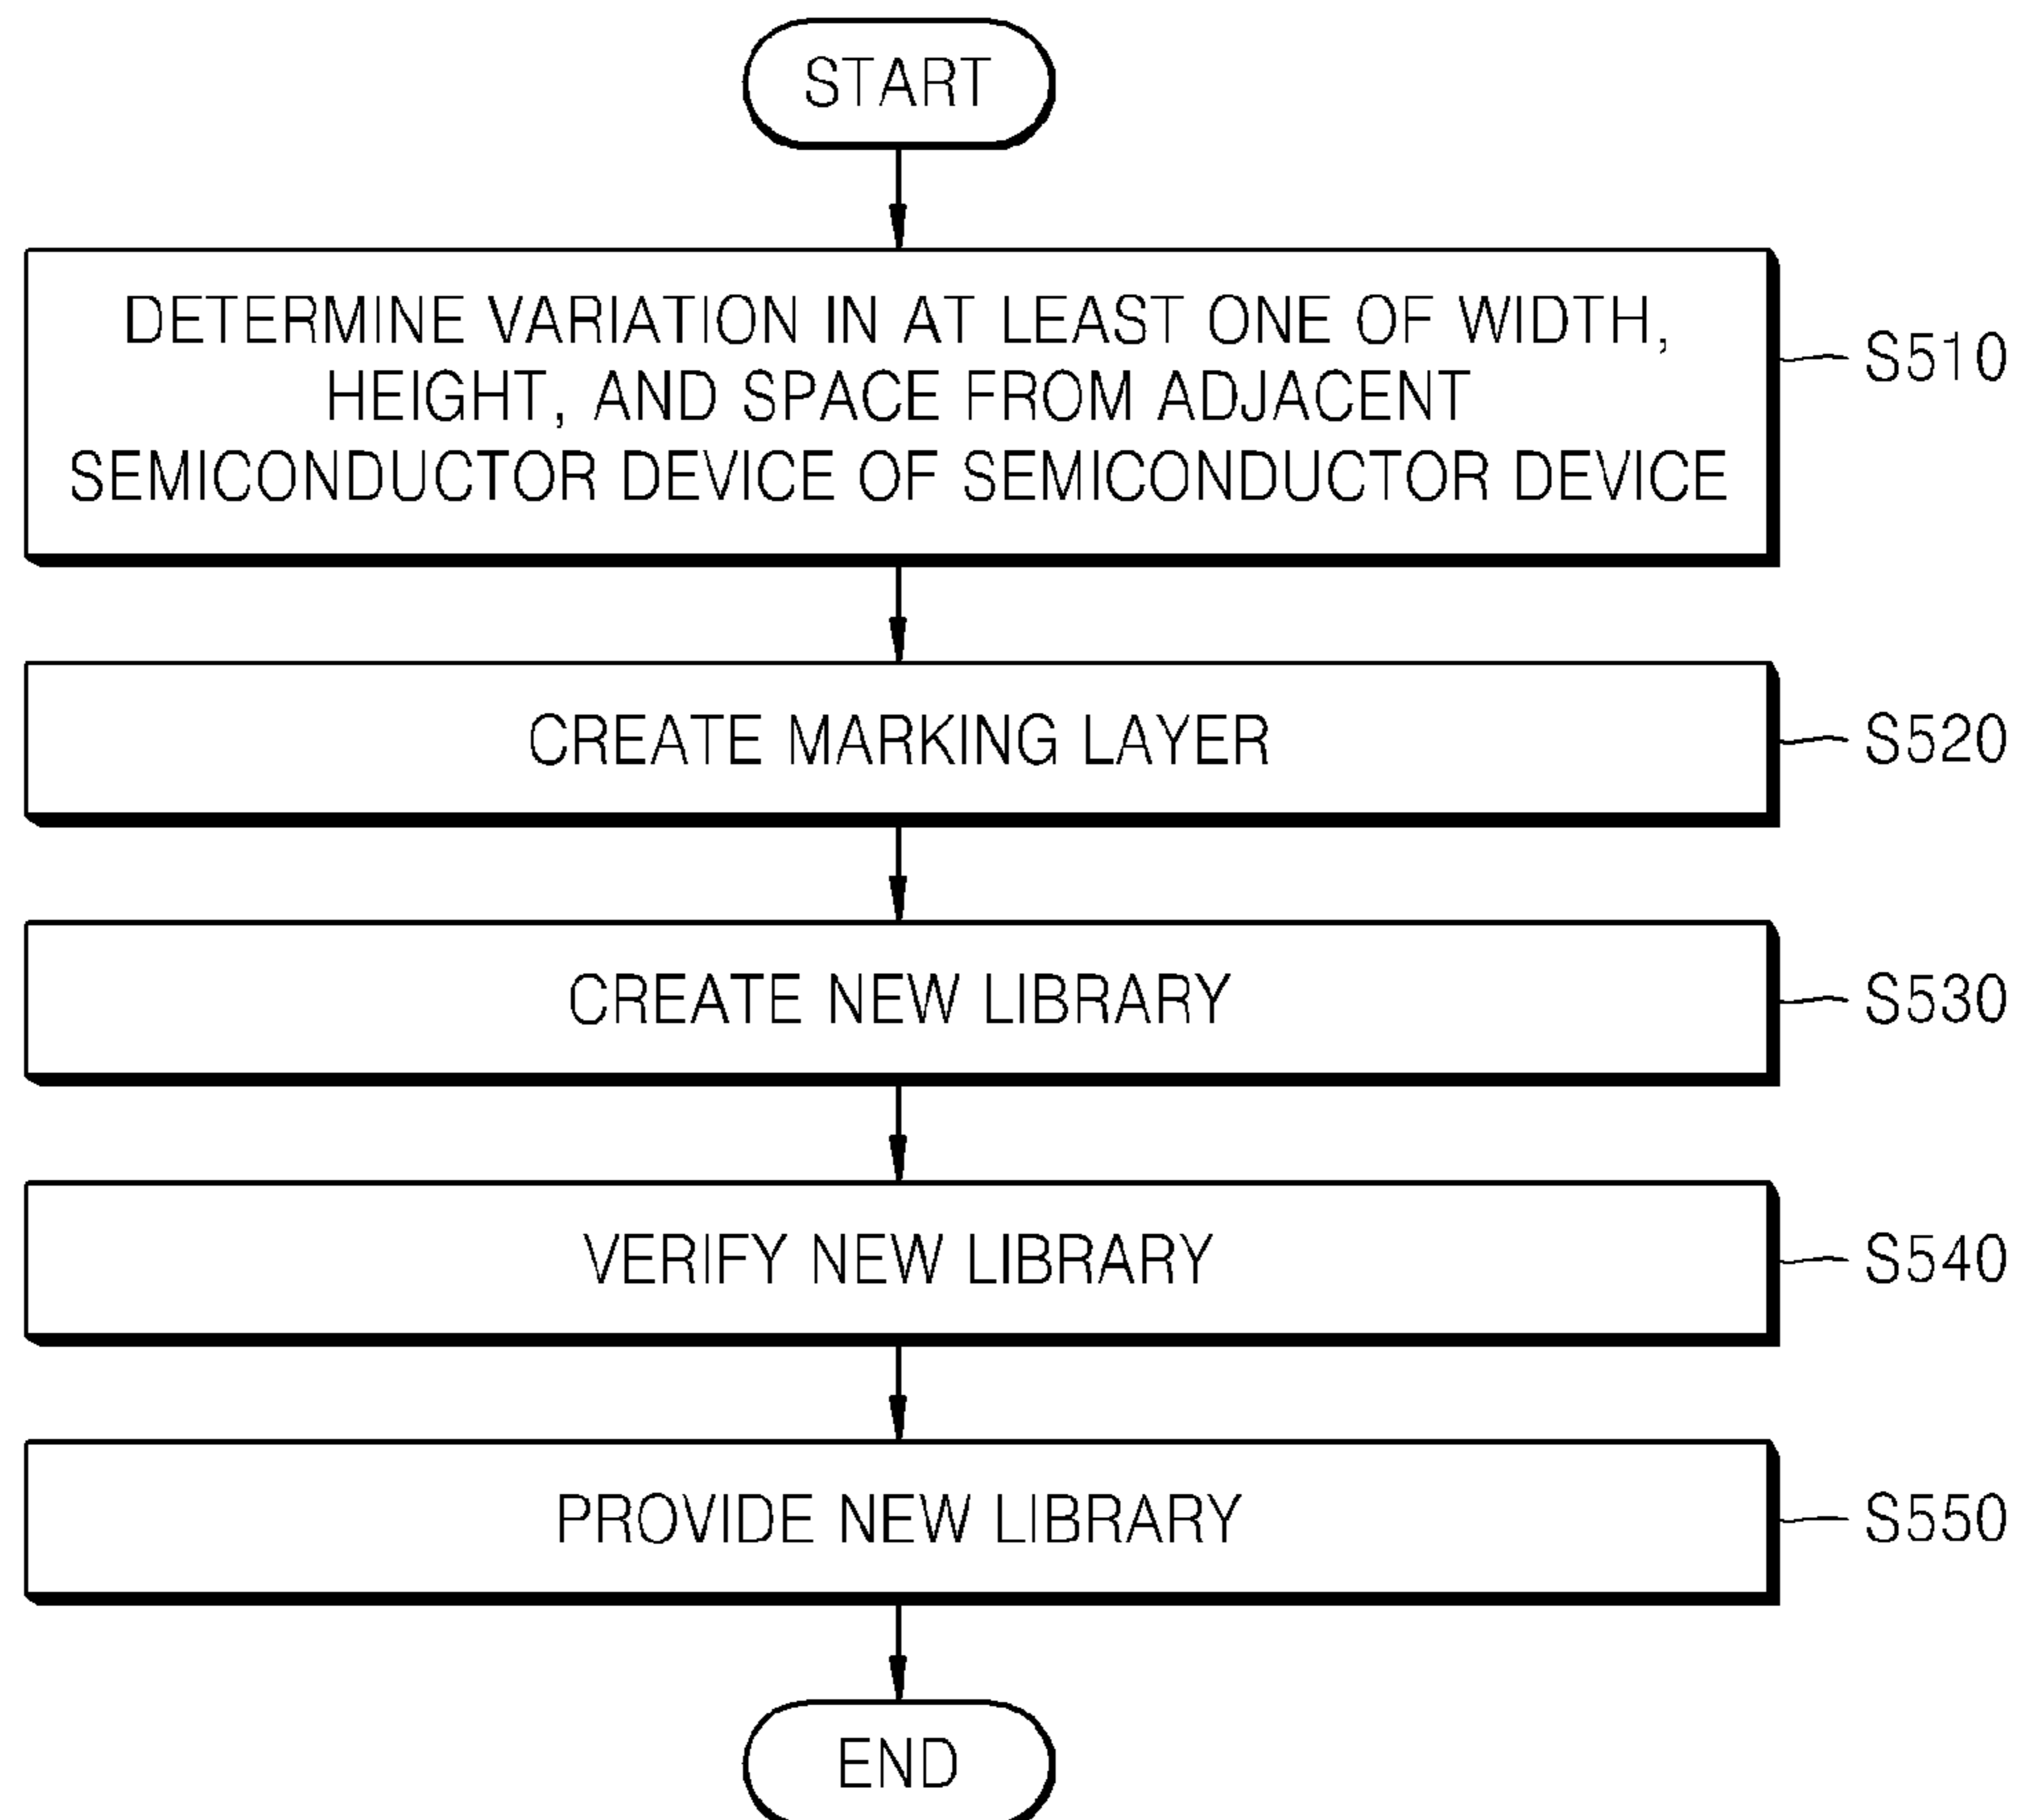 START
DETERMINE VARIATION IN AT LEAST ONE OF WIDTH,
HEIGHT, AND SPACE FROM ADJACENT
SEMICONDUCTOR DEVICE OF SEMICONDUCTOR DEVICE
S510
CREATE MARKING LAYER
S520
CREATE NEW LIBRARY
S530
VERIFY NEW LIBRARY
S540
PROVIDE NEW LIBRARY
S550
END